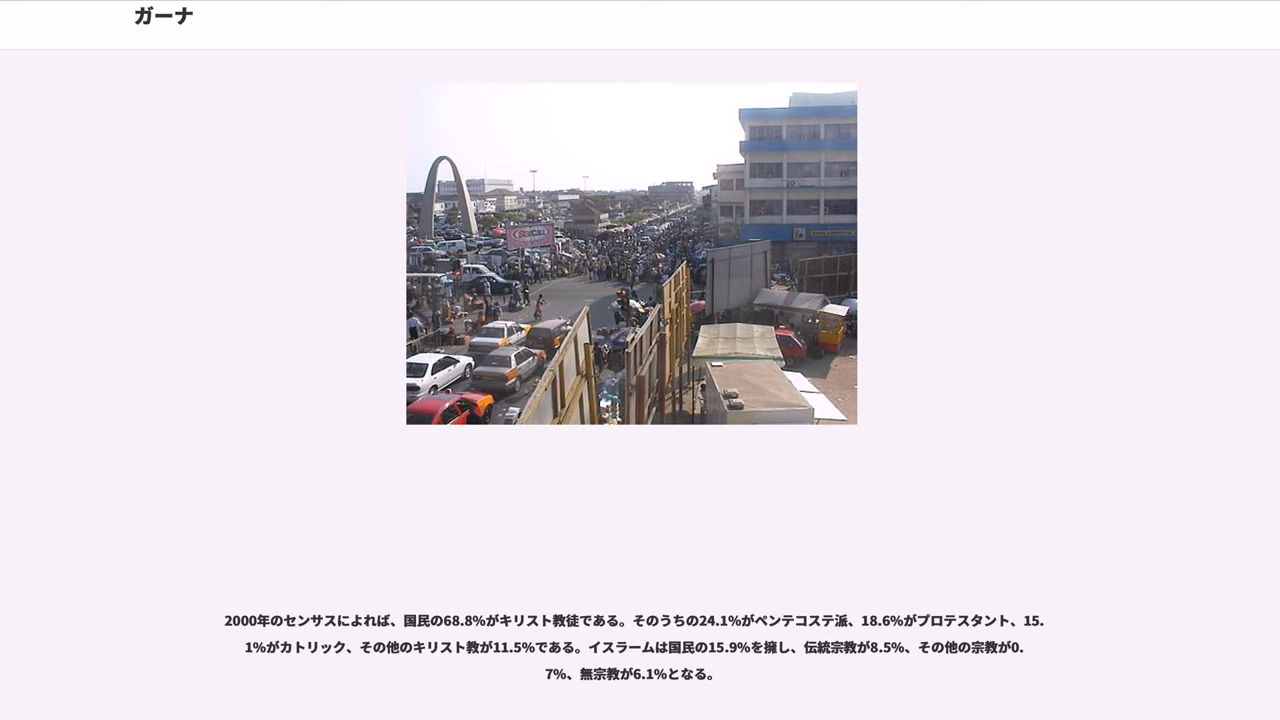 ガーナ
2000年のセンサスによれば、国民の68.8%がキリスト教徒である。そのうちの24.1%がペンテコステ派、18.6%がプロテスタント、15.
1%がカトリック、その他のキリスト教が11.5%である。イスラームは国民の15.9%を擁し、伝統宗教が8.5%、その他の宗教が0.
7%、無宗教が6.1%となる。